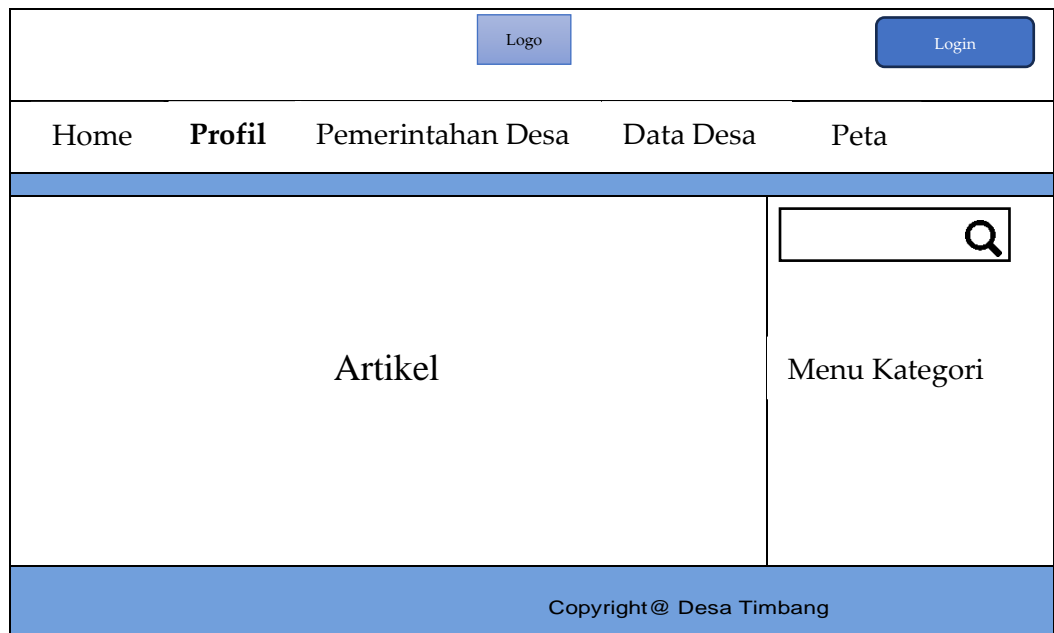 Logo
Login
Home Profil Pemerintahan Desa Data Desa Peta
Artikel
Menu Kategori
Copyright@ Desa Timbang